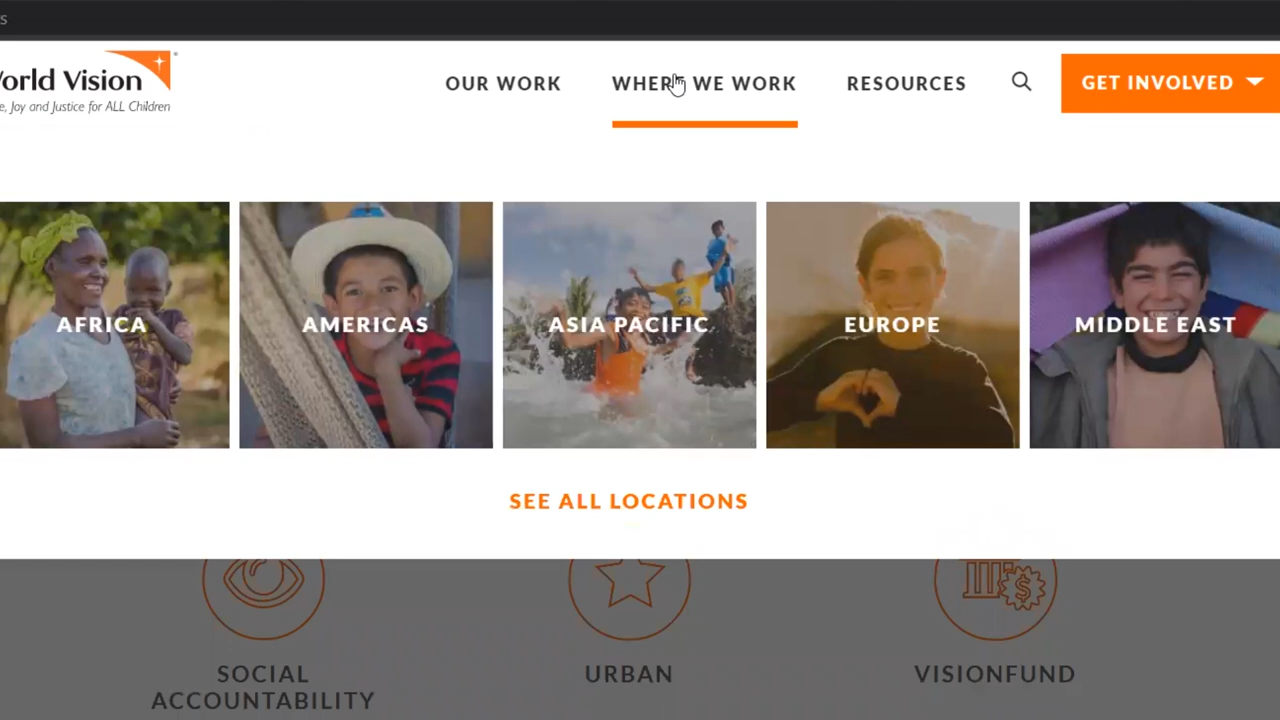 World Vision
OUR WORK
WHERE WE WORK
RESOURCES
GET INVOLVED
Joy and Justice for ALL Children
AFRICA
AMERICAS
ASIA PACIFIC
EUROPE
MIDDLE EAST
SEE ALL LOCATIONS
SOCIAL
ACCOUNTABILITY
URBAN
VISIONFUND